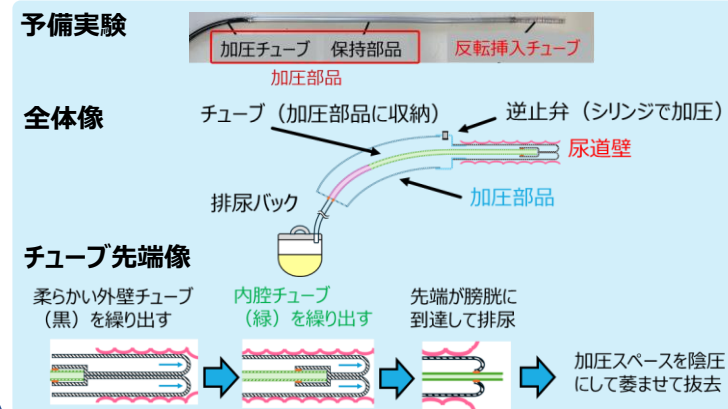 予備実験
加圧チューブ 保持部品 反転挿入チューブ
加圧部品
全体像
チューブ（加圧部品に収納） 逆止弁（シリンジで加圧）
尿道壁
加圧部品
排尿バック
チューブ先端像
柔らかい外壁チューブ
（黒）を繰り出す
内腔チューブ
（緑）を繰り出す
先端が膀胱に
到達して排尿
加圧スペースを陰圧
にして萎ませて抜去